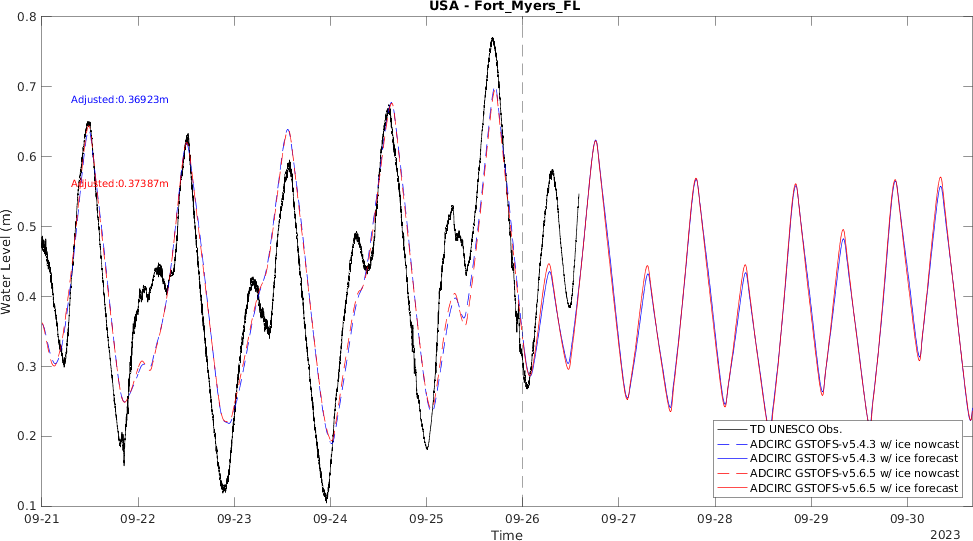 USA - Fort_Myers_FL
0.8
0.7
0.6
0.5
0.4
0.3
0.2
0.1
Water Level (m)
Adjusted:0.36923m
Adjusted:0.37387m
TD UNESCO Obs.
ADCIRC GSTOFS-v5.4.3 w/ ice nowcast
ADCIRC GSTOFS-v5.4.3 w/ ice forecast
ADCIRC GSTOFS-v5.6.5 w/ ice nowcast
ADCIRC GSTOFS-v5.6.5 w/ ice forecast
09-21 09-22 09-23 09-24 09-25 09-26 09-27 09-28 09-29 09-30
Time
2023